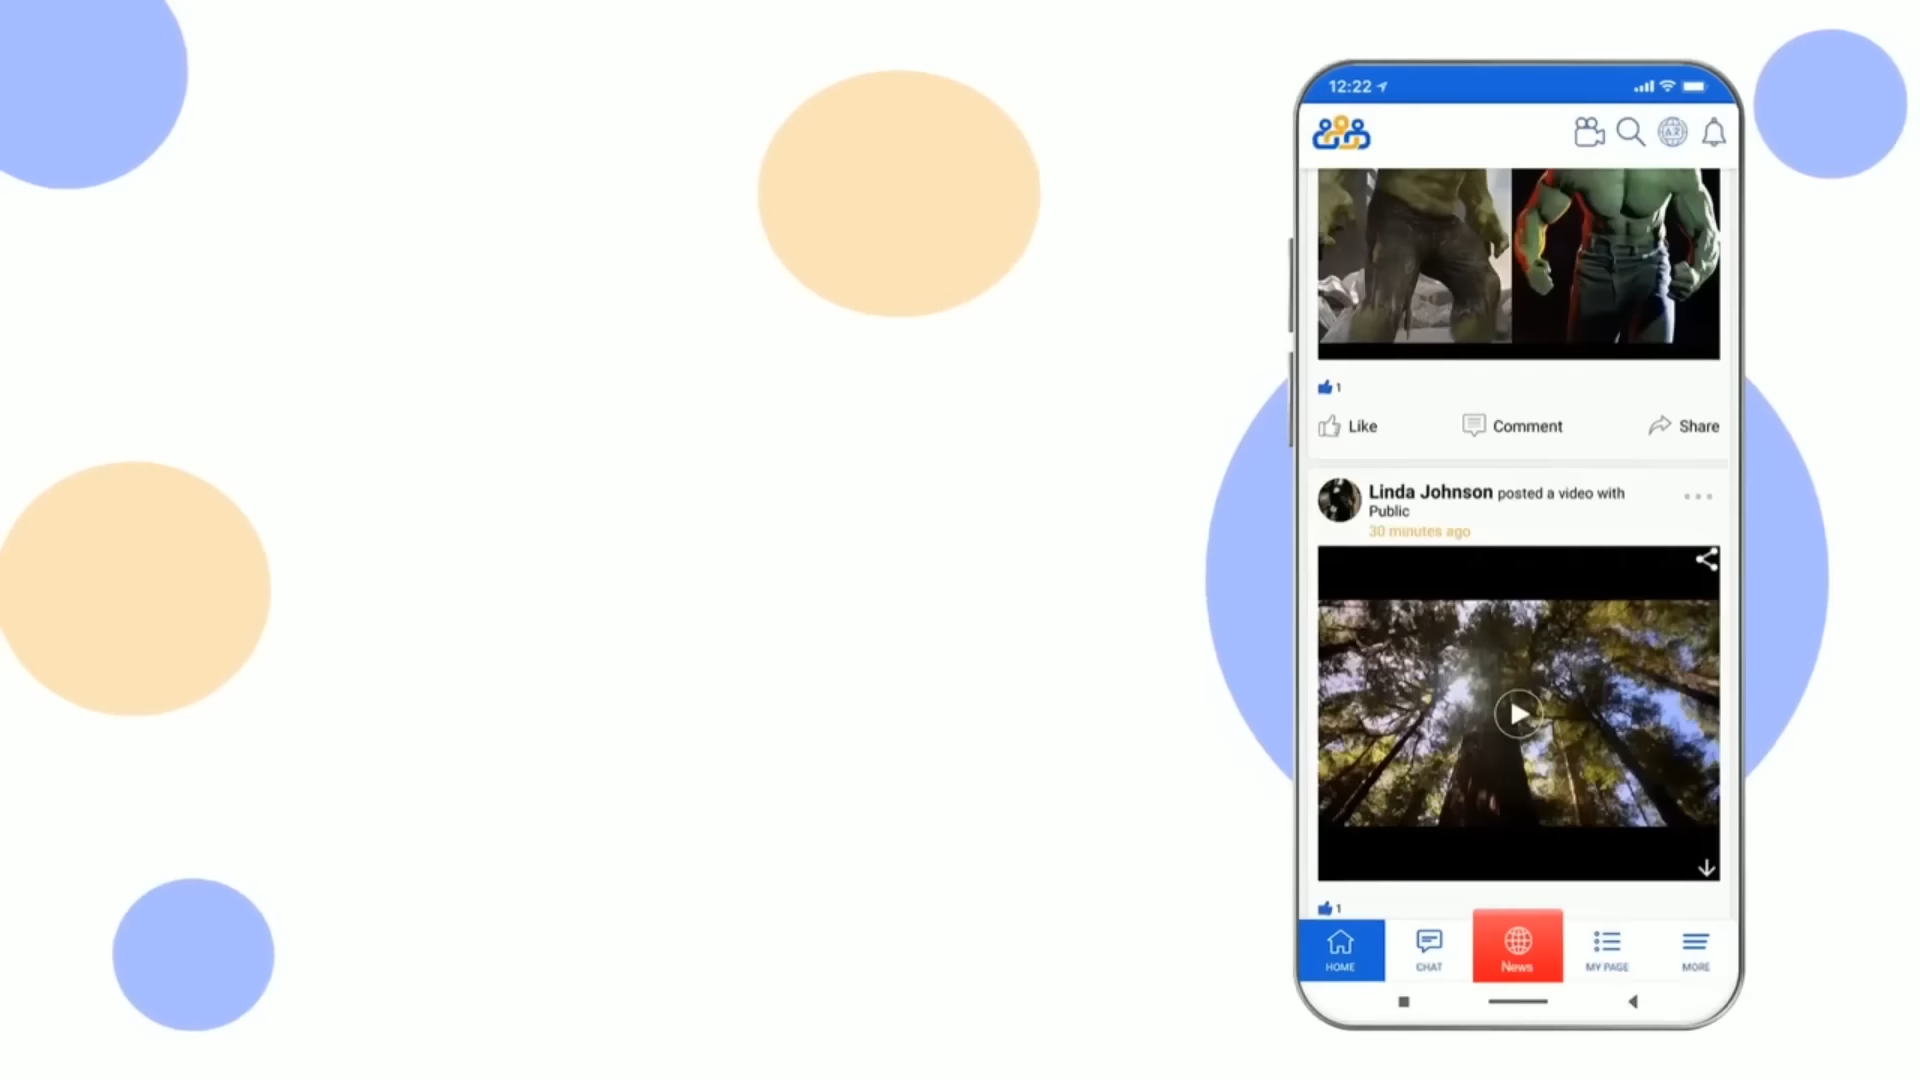 12:22
1
Like Comment Share
Linda Johnson posted a video with
Public
30 minutes ago
1
HOME CHAT News MY PAGE MORE